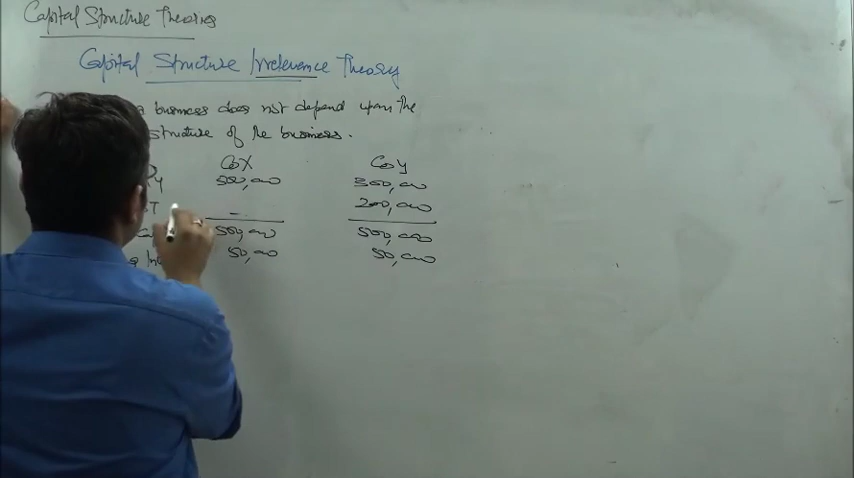 Capital Structure Theories
Capital Structure Irrelevance Theory
a business does not depend upon the
structure of the business.
Co X Co Y
y 500,000 300,000
T - 200,000
500,000 500,000
50,000 50,000